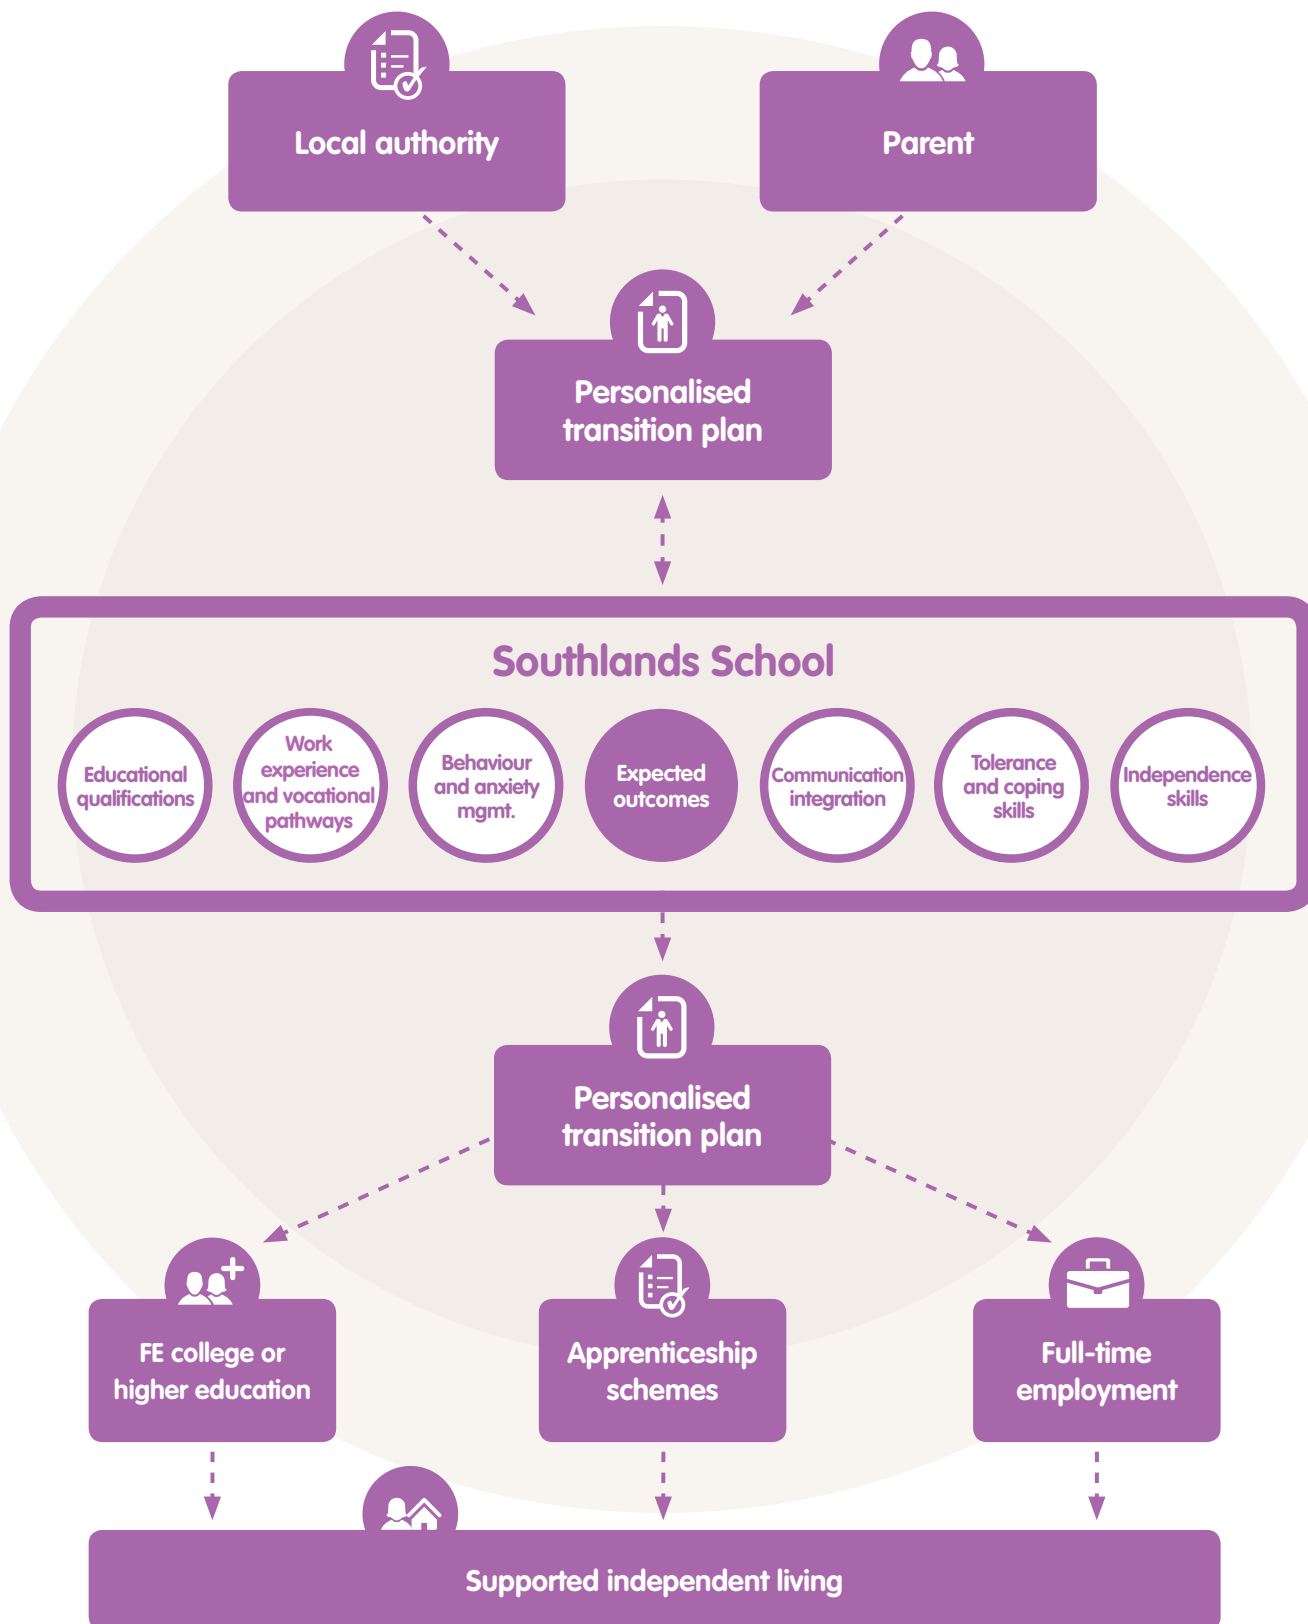 Local authority
Parent
Personalised
transition plan
Southlands School
Educational
qualifications
Work
experience
and vocational
pathways
Behaviour
and anxiety
mgmt.
Expected
outcomes
Communication
integration
Tolerance
and coping
skills
Independence
skills
Personalised
transition plan
FE college or
higher education
Apprenticeship
schemes
Full-time
employment
Supported independent living